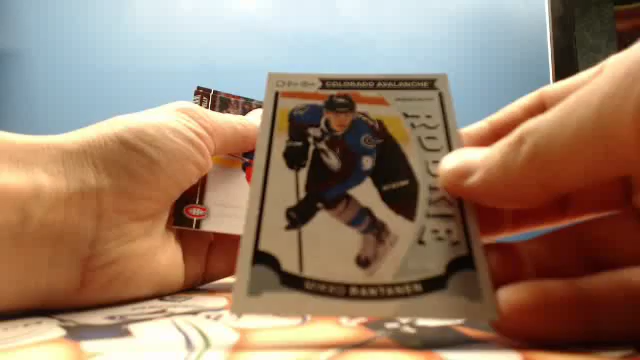 O-Pee-Chee
COLORADO AVALANCHE
ROOKIE
MIKKO RANTANEN